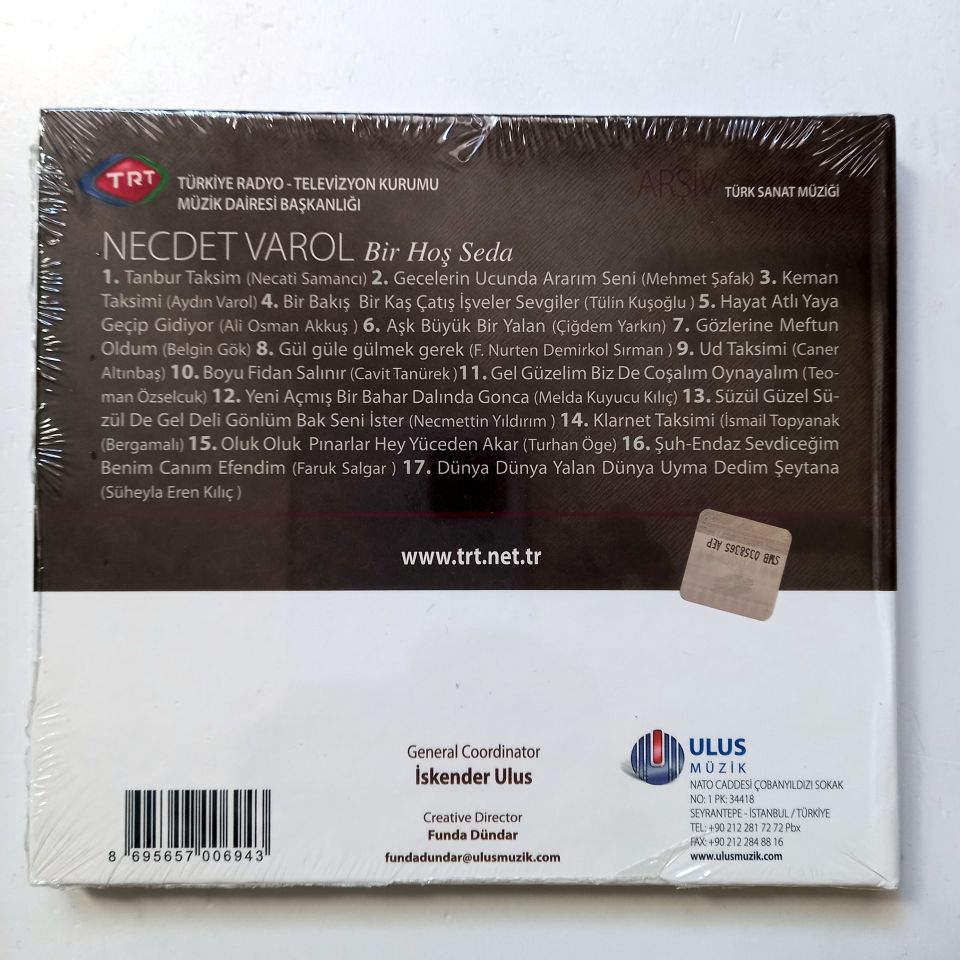 TRT
TÜRKİYE RADYO - TELEVİZYON KURUMU
MÜZİK DAİRESİ BAŞKANLIĞI
ARŞİV
TÜRK SANAT MÜZİĞİ
NECDET VAROL Bir Hoş Seda
1. Tanbur Taksim (Necati Samancı) 2. Gecelerin Ucunda Ararım Seni (Mehmet Şafak) 3. Keman
Taksimi (Aydın Varol) 4. Bir Bakış Bir Kaş Çatış İşveler Sevgiler (Tülin Kuşoğlu ) 5. Hayat Atlı Yaya
Geçip Gidiyor (Ali Osman Akkuş ) 6. Aşk Büyük Bir Yalan (Çiğdem Yarkın) 7. Gözlerine Meftun
Oldum (Belgin Gök) 8. Gül güle gülmek gerek (F. Nurten Demirkol Sırman ) 9. Ud Taksimi (Caner
Altınbaş) 10. Boyu Fidan Salınır (Cavit Tanürek )11. Gel Güzelim Biz De Coşalım Oynayalım (Teo-
man Özselcuk) 12. Yeni Açmış Bir Bahar Dalında Gonca (Melda Kuyucu Kılıç) 13. Süzül Güzel Sü-
zül De Gel Deli Gönlüm Bak Seni İster (Necmettin Yıldırım ) 14. Klarnet Taksimi (İsmail Topyanak
(Bergamalı) 15. Oluk Oluk Pınarlar Hey Yüceden Akar (Turhan Öge) 16. Şuh-Endaz Sevdiceğim
Benim Canım Efendim (Faruk Salgar ) 17. Dünya Dünya Yalan Dünya Uyma Dedim Şeytana
(Süheyla Eren Kılıç )
www.trt.net.tr
SMB 0358365 AEP
General Coordinator
İskender Ulus
Creative Director
Funda Dündar
fundadundar@ulusmuzik.com
ULUS
MÜZİK
NATO CADDESİ ÇOBANYILDIZI SOKAK
NO: 1 PK: 34418
SEYRANTEPE - İSTANBUL / TÜRKİYE
TEL: +90 212 281 72 72 Pbx
FAX: +90 212 284 88 16
www.ulusmuzik.com
8 695657 006943